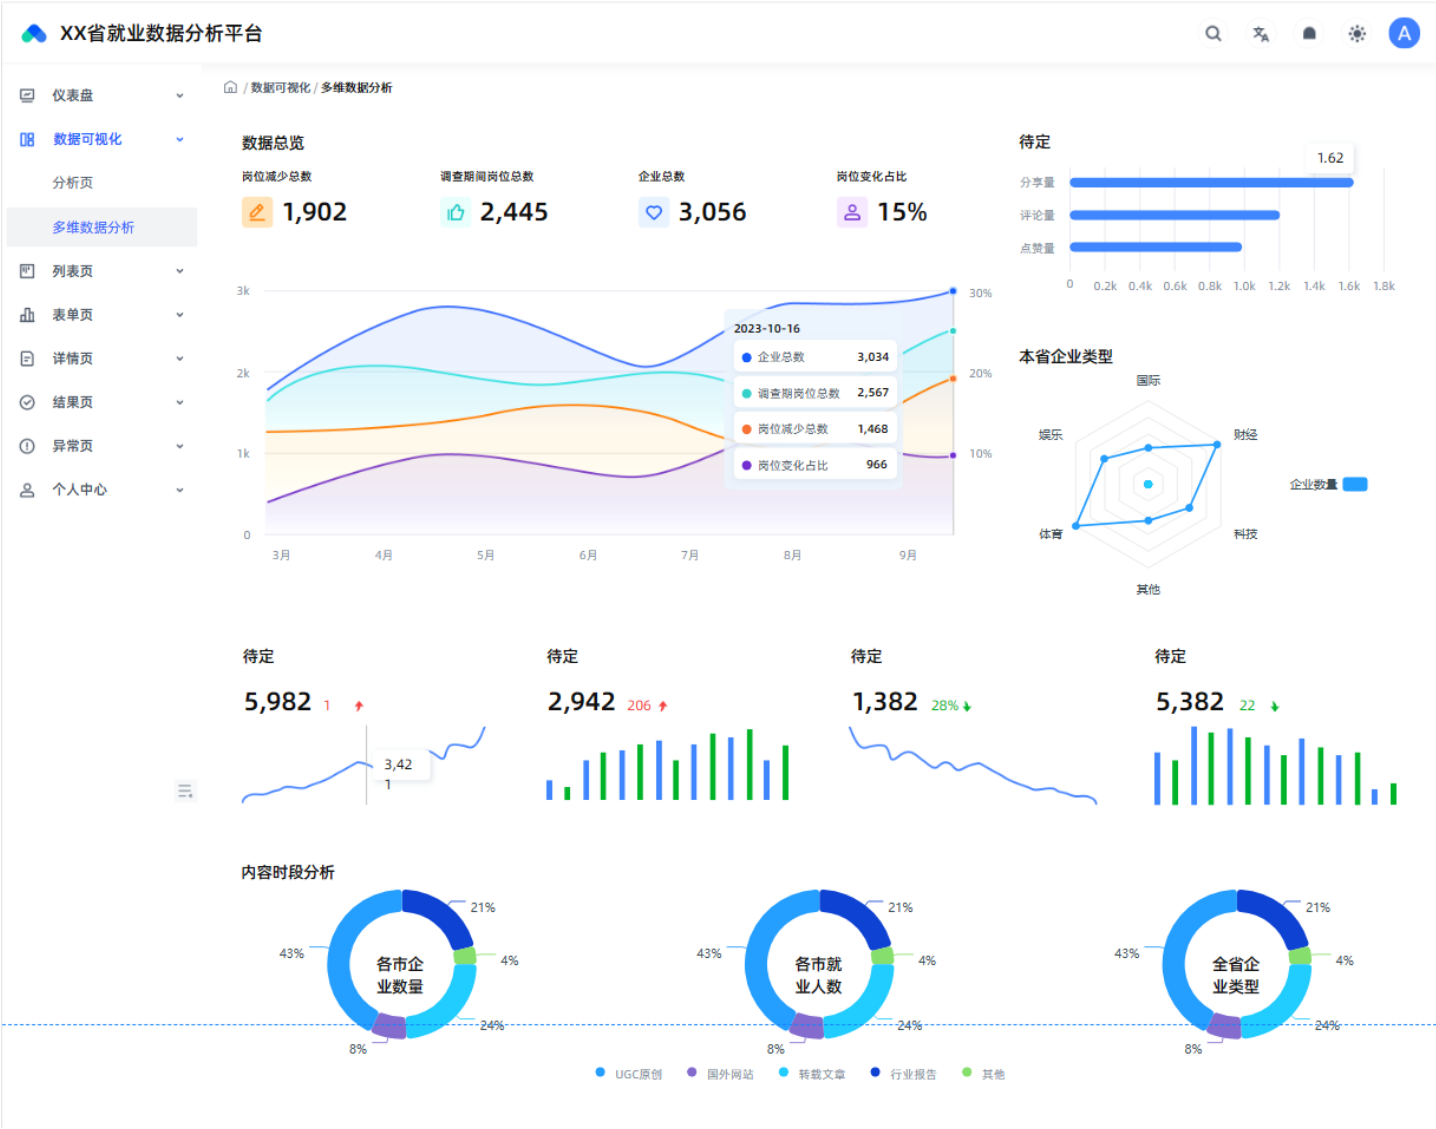 XX省就业数据分析平台
A
仪表盘
数据可视化
分析页
多维数据分析
列表页
表单页
详情页
结果页
异常页
个人中心
/ 数据可视化 / 多维数据分析
数据总览
岗位减少总数
1,902
调查期间岗位总数
2,445
企业总数
3,056
岗位变化占比
15%
3k
2k
1k
0
30%
20%
10%
3月
4月
5月
6月
7月
8月
9月
2023-10-16
企业总数 3,034
调查期岗位总数 2,567
岗位减少总数 1,468
岗位变化占比 966
待定
1.62
分享量
评论量
点赞量
0 0.2k 0.4k 0.6k 0.8k 1.0k 1.2k 1.4k 1.6k 1.8k
本省企业类型
国际
娱乐
财经
企业数量
体育
科技
其他
待定
5,982 1
3,42
1
待定
2,942 206
待定
1,382 28%
待定
5,382 22
内容时段分析
21%
43%
4%
各市企
业数量
24%
8%
21%
43%
4%
各市就
业人数
24%
8%
21%
43%
4%
全省企
业类型
24%
8%
UGC原创
国外网站
转载文章
行业报告
其他